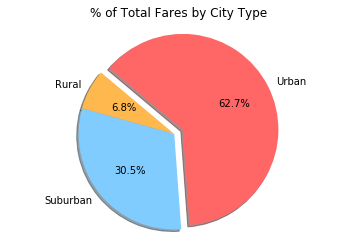 % of Total Fares by City Type
Urban
62.7%
Rural
6.8%
Suburban
30.5%